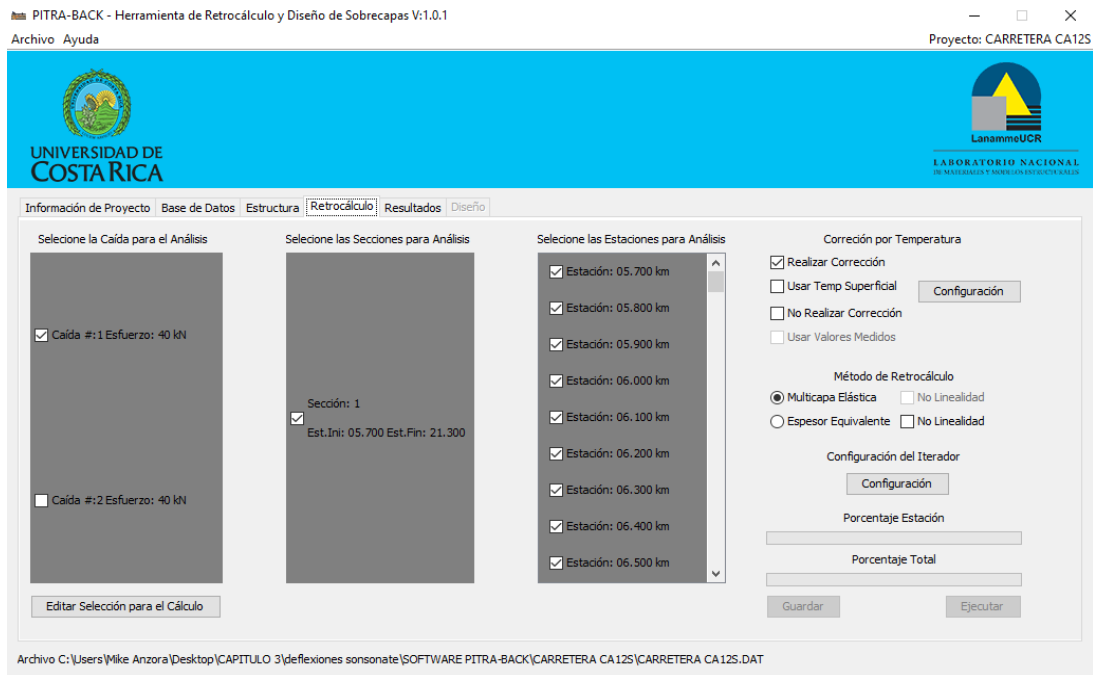 PITRA-BACK - Herramienta de Retrocálculo y Diseño de Sobrecapas V:1.0.1
Archivo Ayuda
Proyecto: CARRETERA CA12S
UNIVERSIDAD DE
COSTA RICA
LanammeUCR
LABORATORIO NACIONAL
DE MATERIALES Y MODELOS ESTRUCTURALES
Información de Proyecto Base de Datos Estructura Retrocálculo Resultados Diseño
Selecione la Caída para el Análisis
Caída #:1 Esfuerzo: 40 kN
Caída #:2 Esfuerzo: 40 kN
Editar Selección para el Cálculo
Selecione las Secciones para Análisis
Sección: 1
Est.Ini: 05.700 Est.Fin: 21.300
Selecione las Estaciones para Análisis
Estación: 05.700 km
Estación: 05.800 km
Estación: 05.900 km
Estación: 06.000 km
Estación: 06.100 km
Estación: 06.200 km
Estación: 06.300 km
Estación: 06.400 km
Estación: 06.500 km
Correción por Temperatura
Realizar Corrección
Usar Temp Superficial
Configuración
No Realizar Corrección
Usar Valores Medidos
Método de Retrocálculo
Multicapa Elástica No Linealidad
Espesor Equivalente No Linealidad
Configuración del Iterador
Configuración
Porcentaje Estación
Porcentaje Total
Guardar Ejecutar
Archivo C:\Users\Mike Anzora\Desktop\CAPITULO 3\deflexiones sonsonate\SOFTWARE PITRA-BACK\CARRETERA CA12S\CARRETERA CA12S.DAT